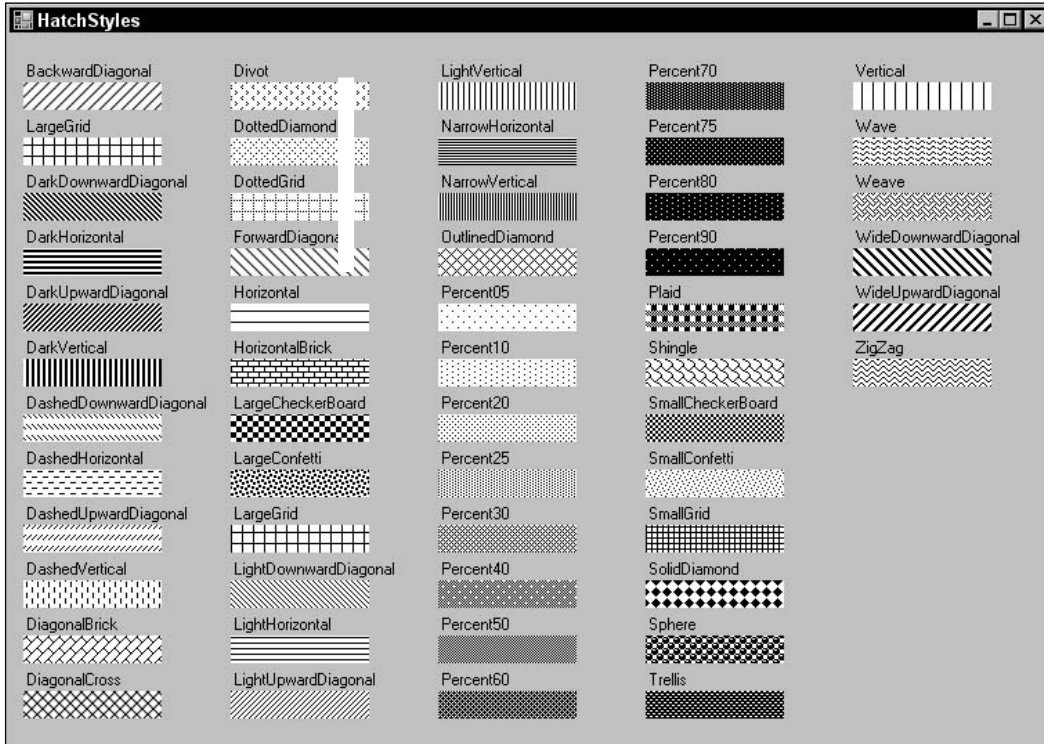 HatchStyles
BackwardDiagonal
LargeGrid
DarkDownwardDiagonal
DarkHorizontal
DarkUpwardDiagonal
DarkVertical
DashedDownwardDiagonal
DashedHorizontal
DashedUpwardDiagonal
DashedVertical
DiagonalBrick
DiagonalCross
Divot
DottedDiamond
DottedGrid
ForwardDiagonal
Horizontal
HorizontalBrick
LargeCheckerBoard
LargeConfetti
LargeGrid
LightDownwardDiagonal
LightHorizontal
LightUpwardDiagonal
LightVertical
NarrowHorizontal
NarrowVertical
OutlinedDiamond
Percent05
Percent10
Percent20
Percent25
Percent30
Percent40
Percent50
Percent60
Percent70
Percent75
Percent80
Percent90
Plaid
Shingle
SmallCheckerBoard
SmallConfetti
SmallGrid
SolidDiamond
Sphere
Trellis
Vertical
Wave
Weave
WideDownwardDiagonal
WideUpwardDiagonal
ZigZag